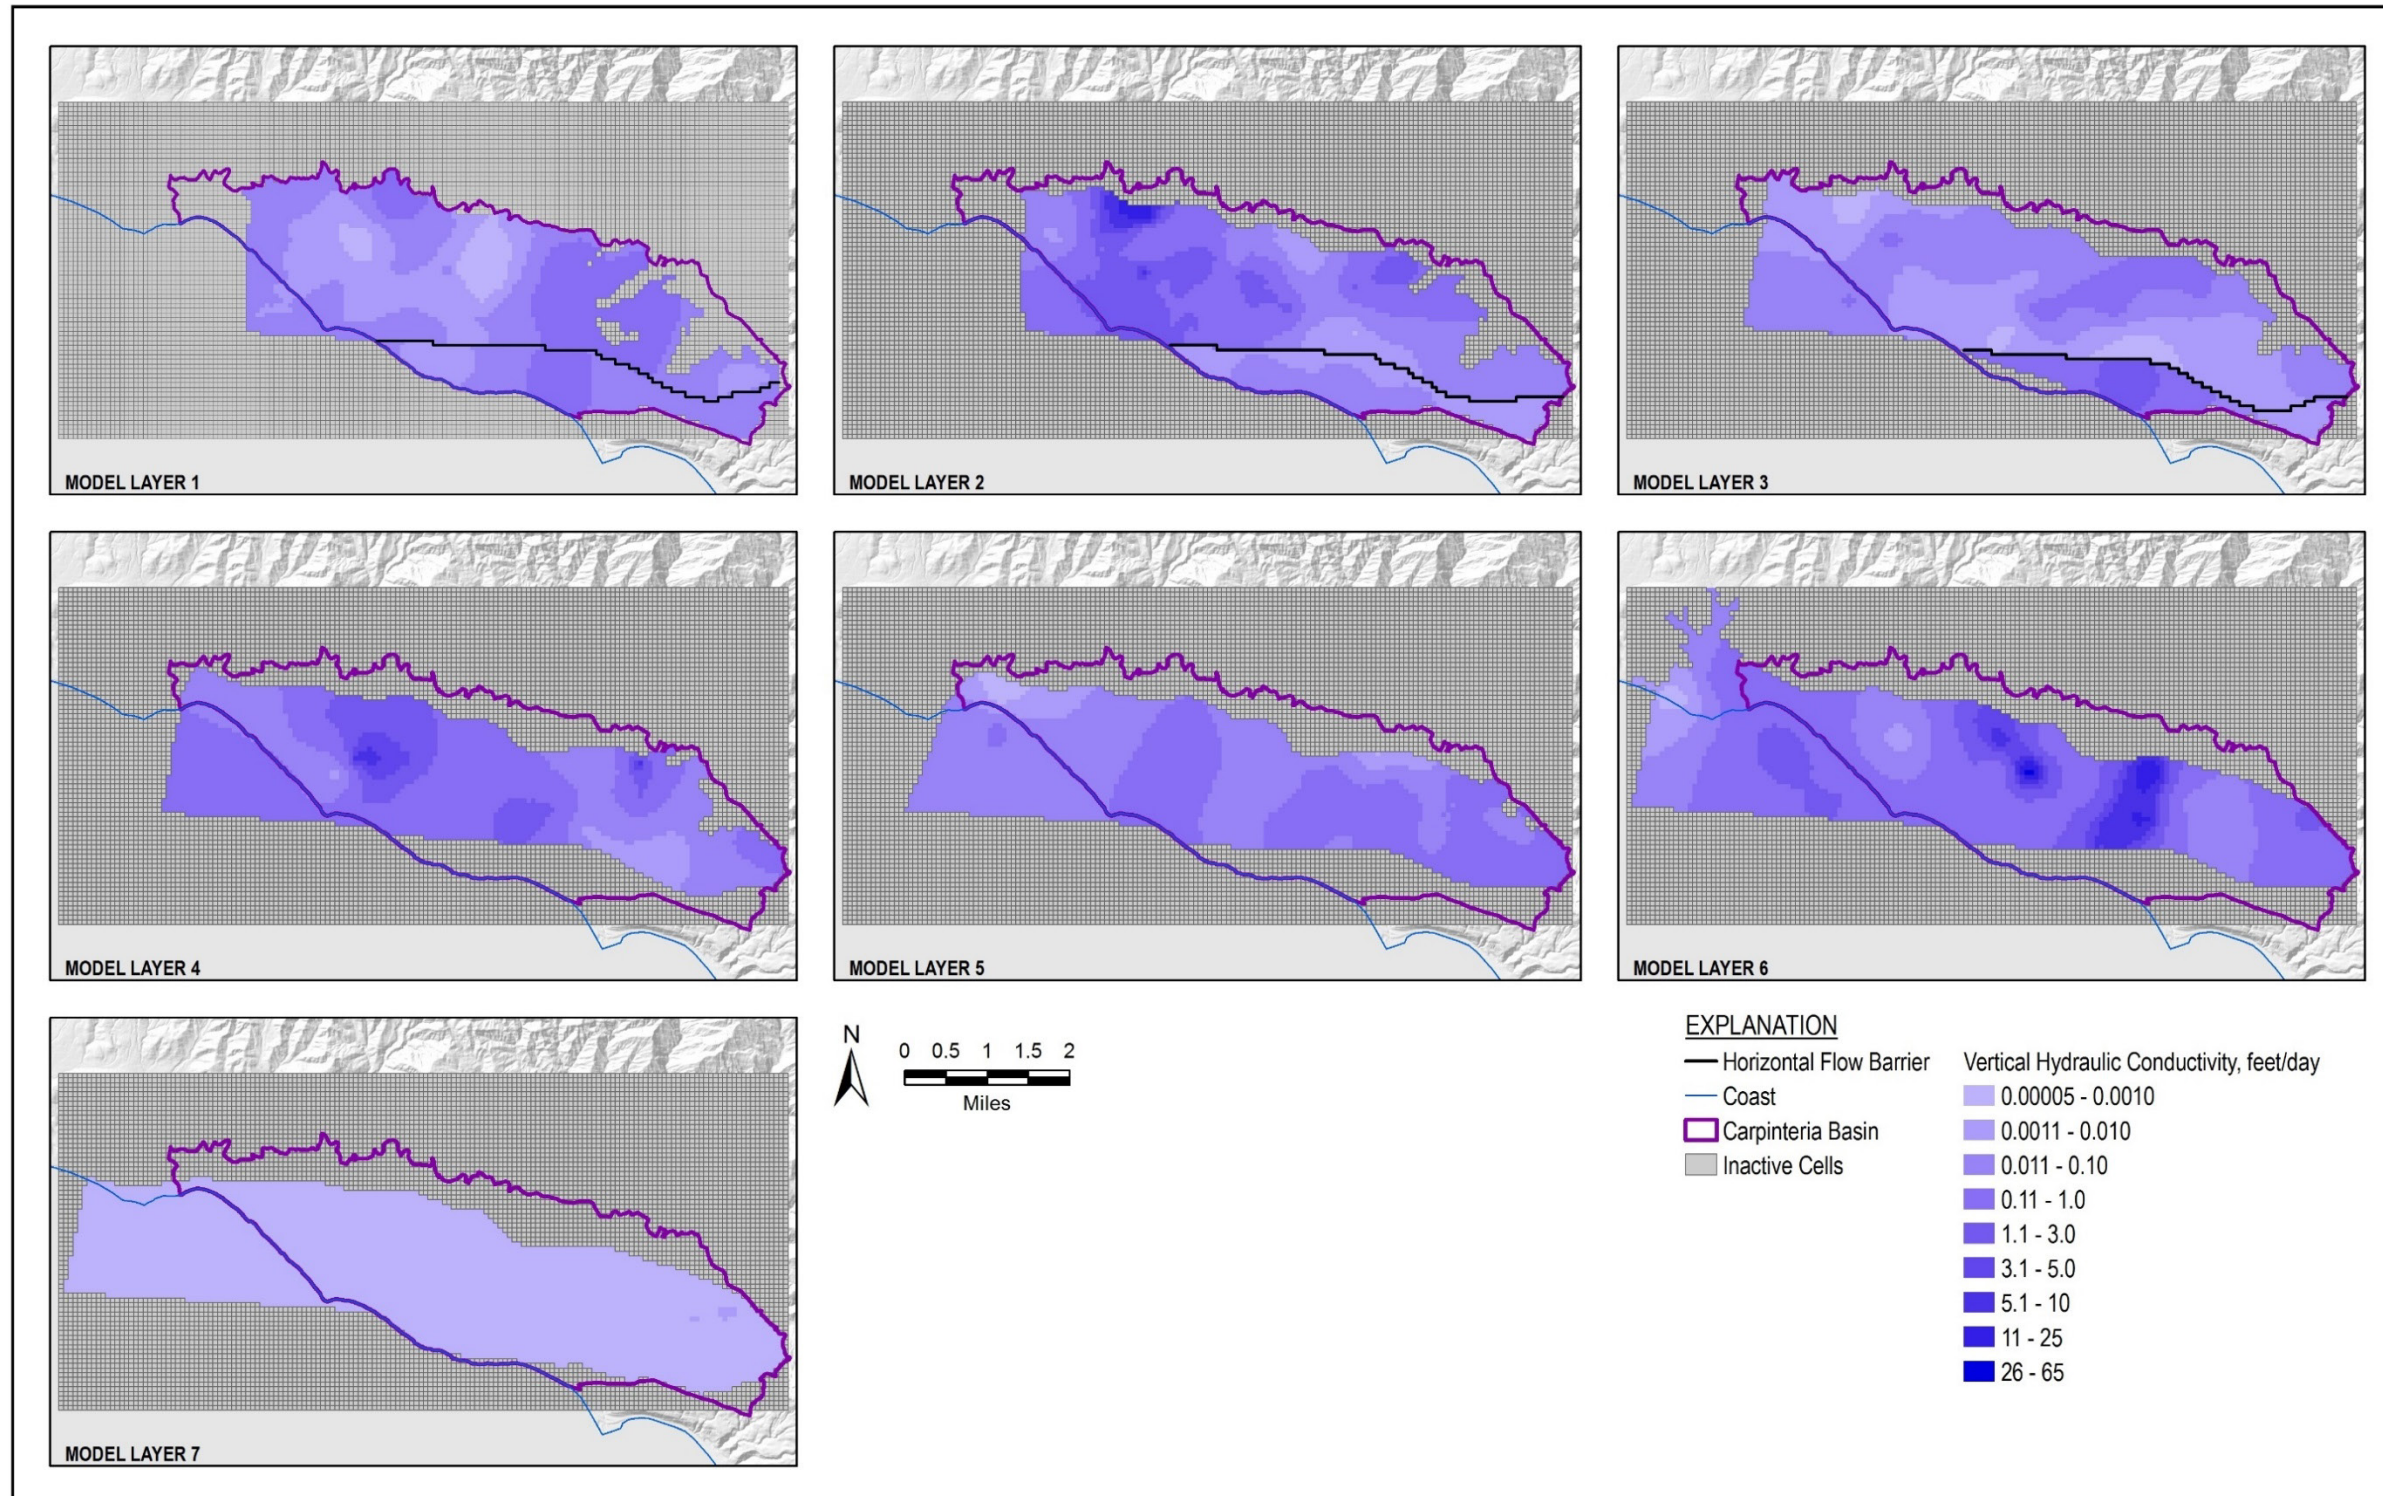 MODEL LAYER 1
MODEL LAYER 2
MODEL LAYER 3
MODEL LAYER 4
MODEL LAYER 5
MODEL LAYER 6
MODEL LAYER 7
N
0 0.5 1 1.5 2
Miles
EXPLANATION
Horizontal Flow Barrier
Coast
Carpinteria Basin
Inactive Cells
Vertical Hydraulic Conductivity, feet/day
0.00005 - 0.0010
0.0011 - 0.010
0.011 - 0.10
0.11 - 1.0
1.1 - 3.0
3.1 - 5.0
5.1 - 10
11 - 25
26 - 65